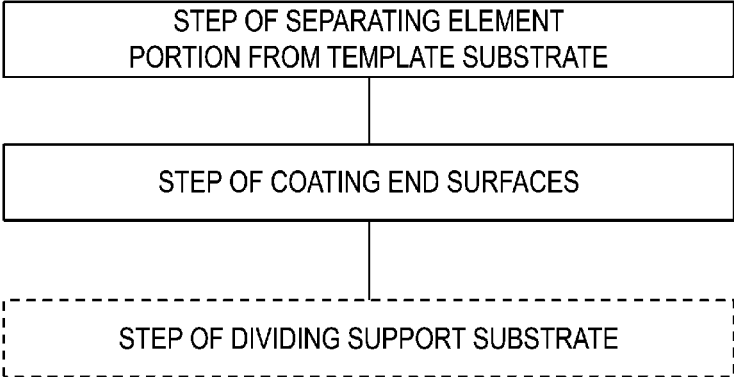 STEP OF SEPARATING ELEMENT
PORTION FROM TEMPLATE SUBSTRATE
STEP OF COATING END SURFACES
STEP OF DIVIDING SUPPORT SUBSTRATE